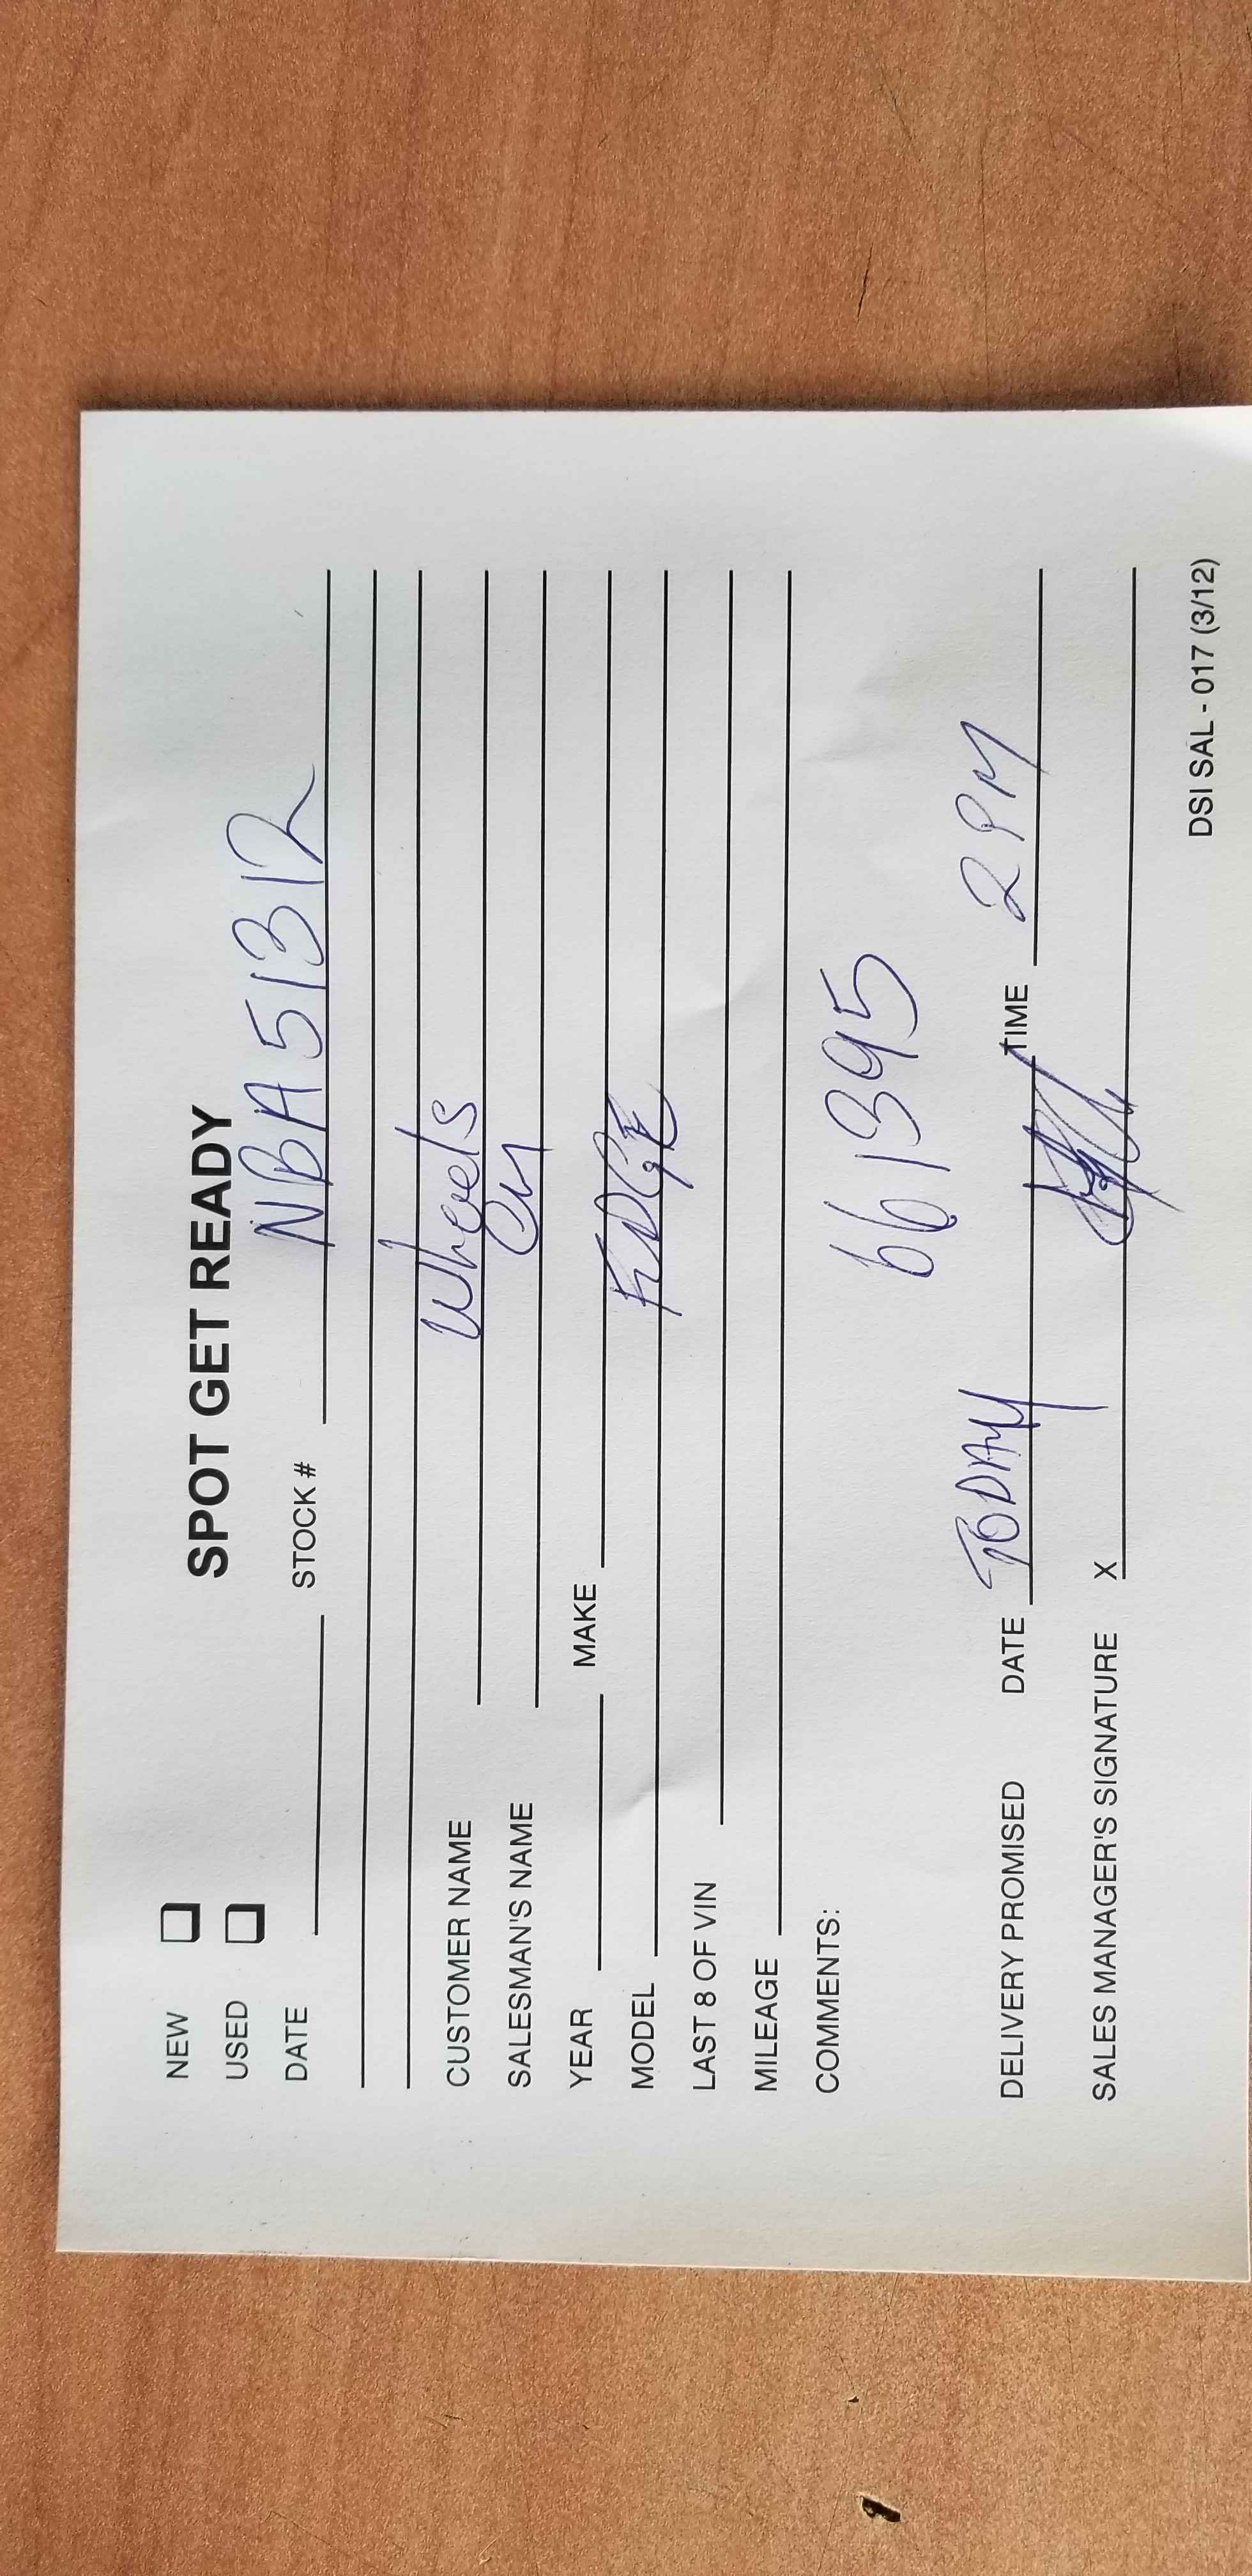 SPOT GET READY
NEW
USED
DATE STOCK # NBA51312
CUSTOMER NAME Wheels
SALESMAN'S NAME CM
YEAR MAKE
MODEL EDGE
LAST 8 OF VIN
MILEAGE
COMMENTS:
661395
DELIVERY PROMISED DATE TODAY TIME 2PM
SALES MANAGER'S SIGNATURE X
DSI SAL - 017 (3/12)